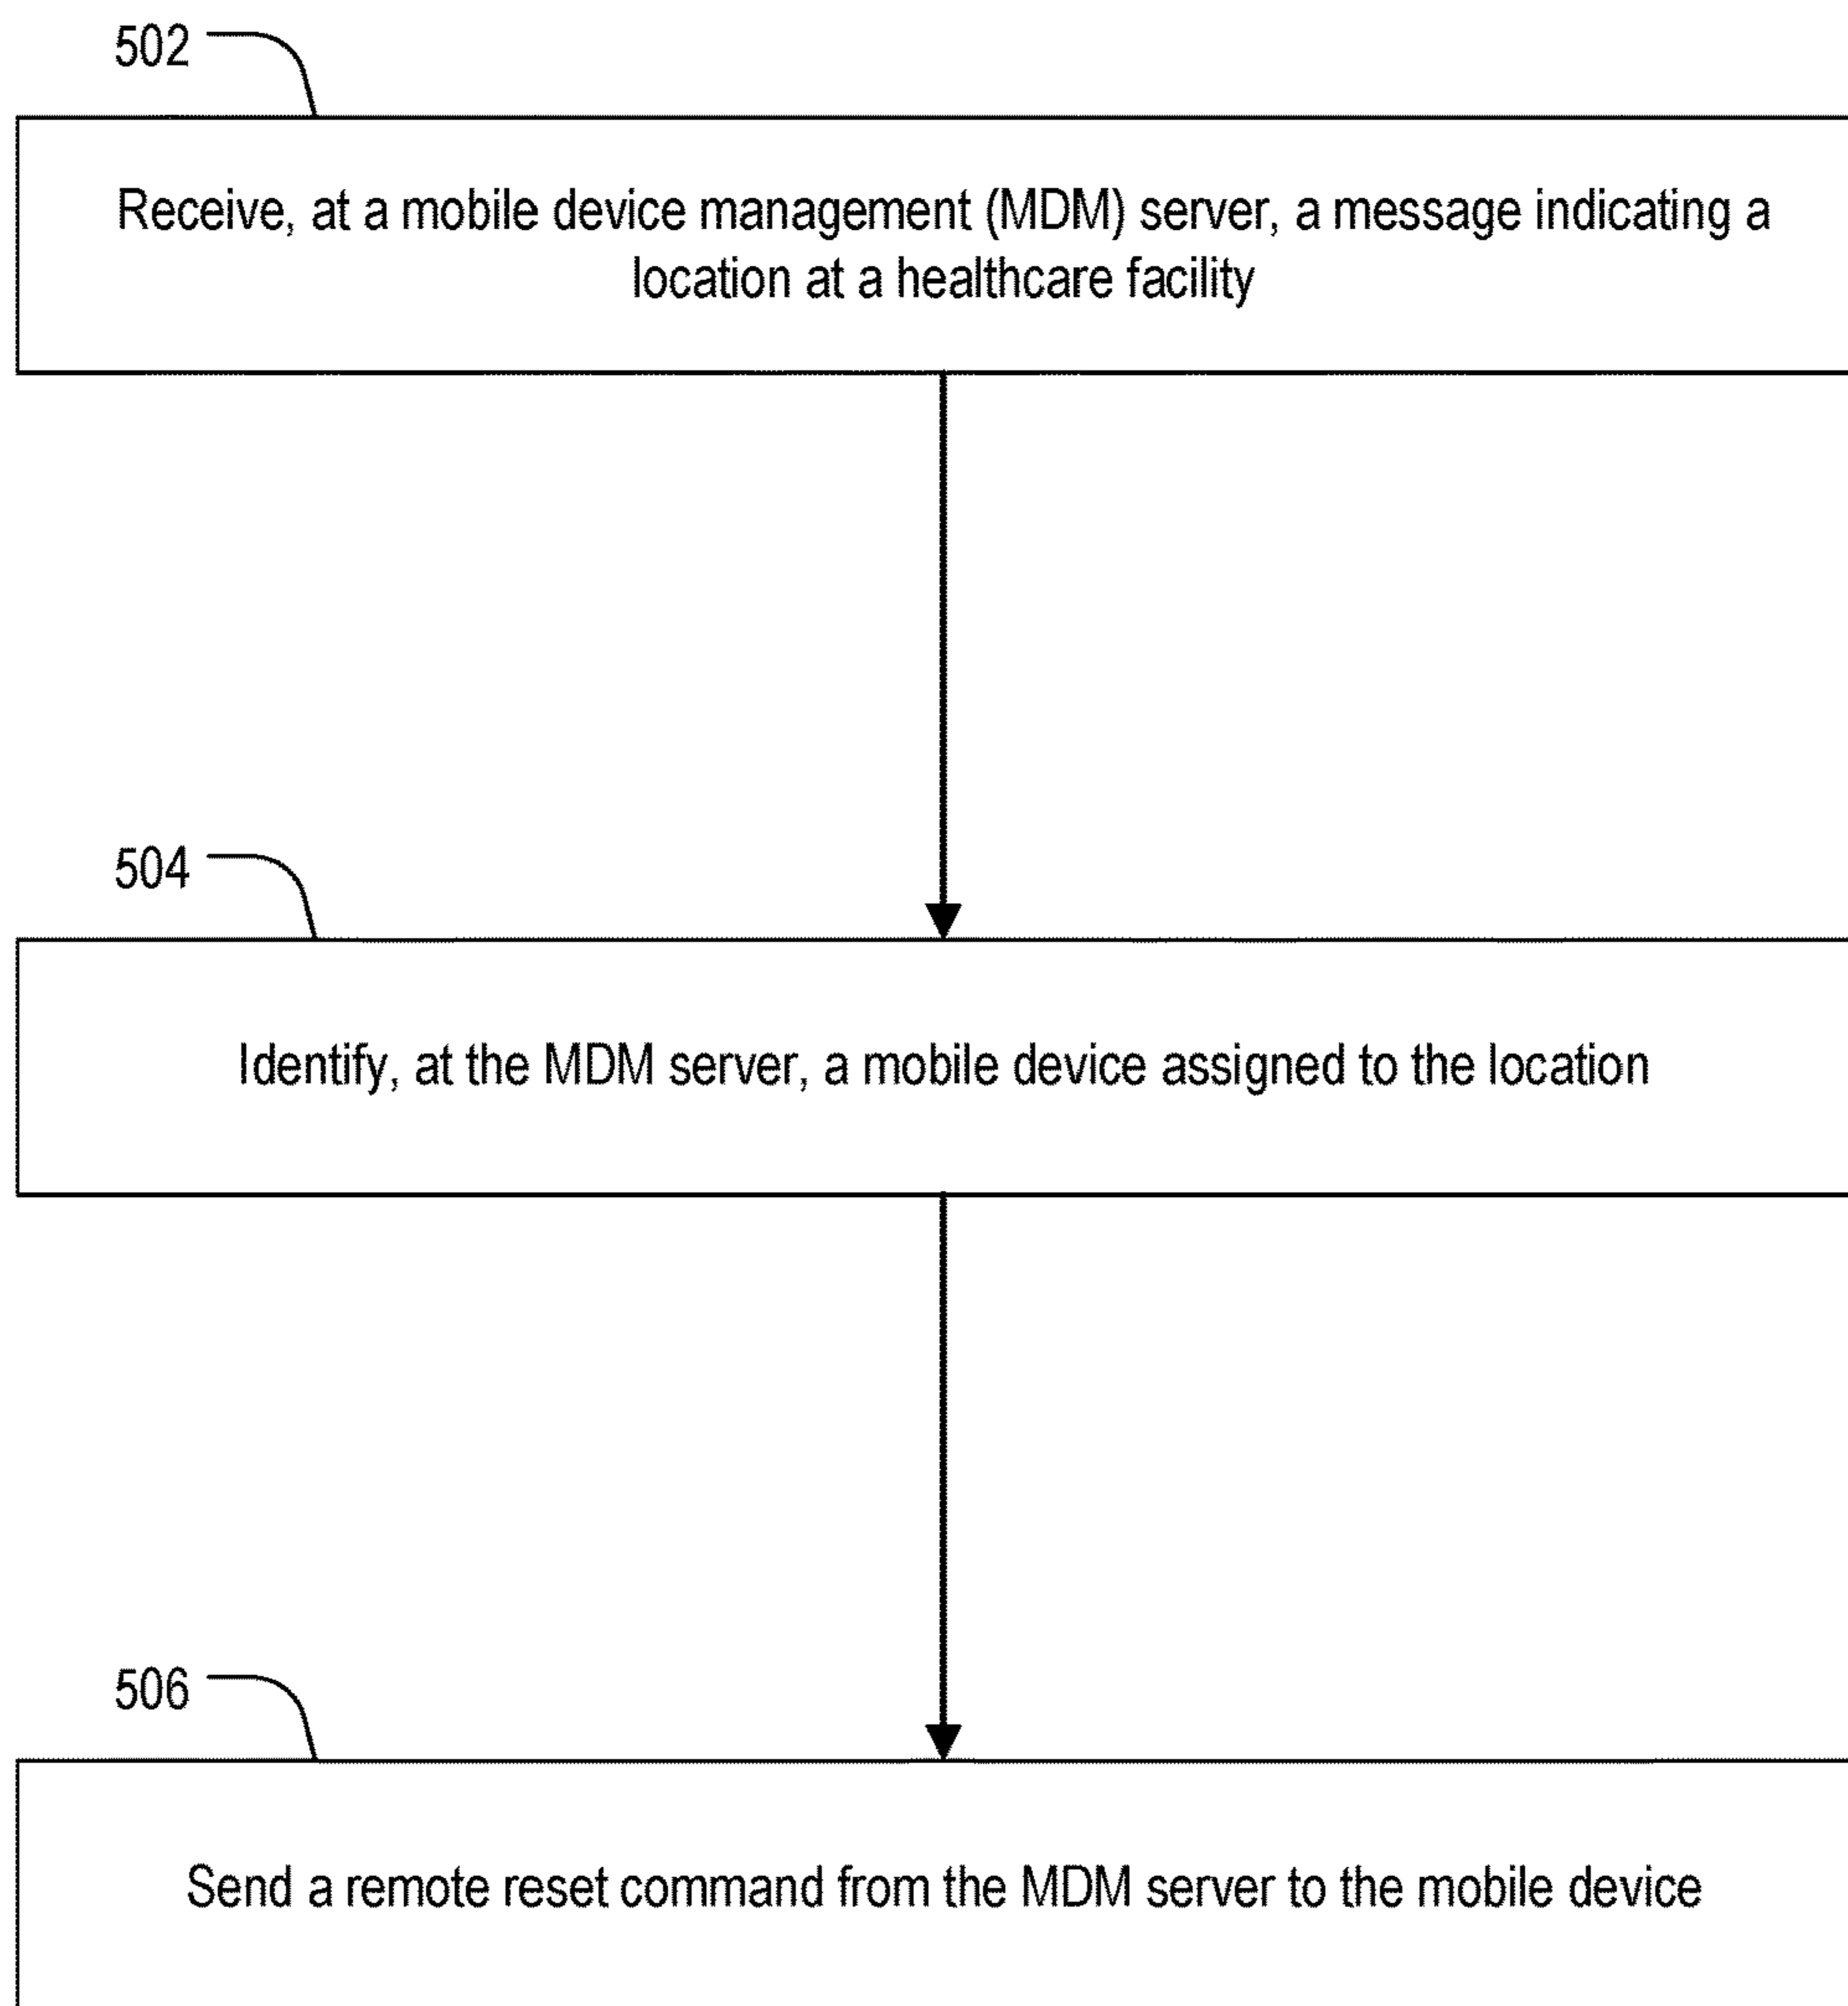 502
Receive, at a mobile device management (MDM) server, a message indicating a
location at a healthcare facility
504
Identify, at the MDM server, a mobile device assigned to the location
506
Send a remote reset command from the MDM server to the mobile device